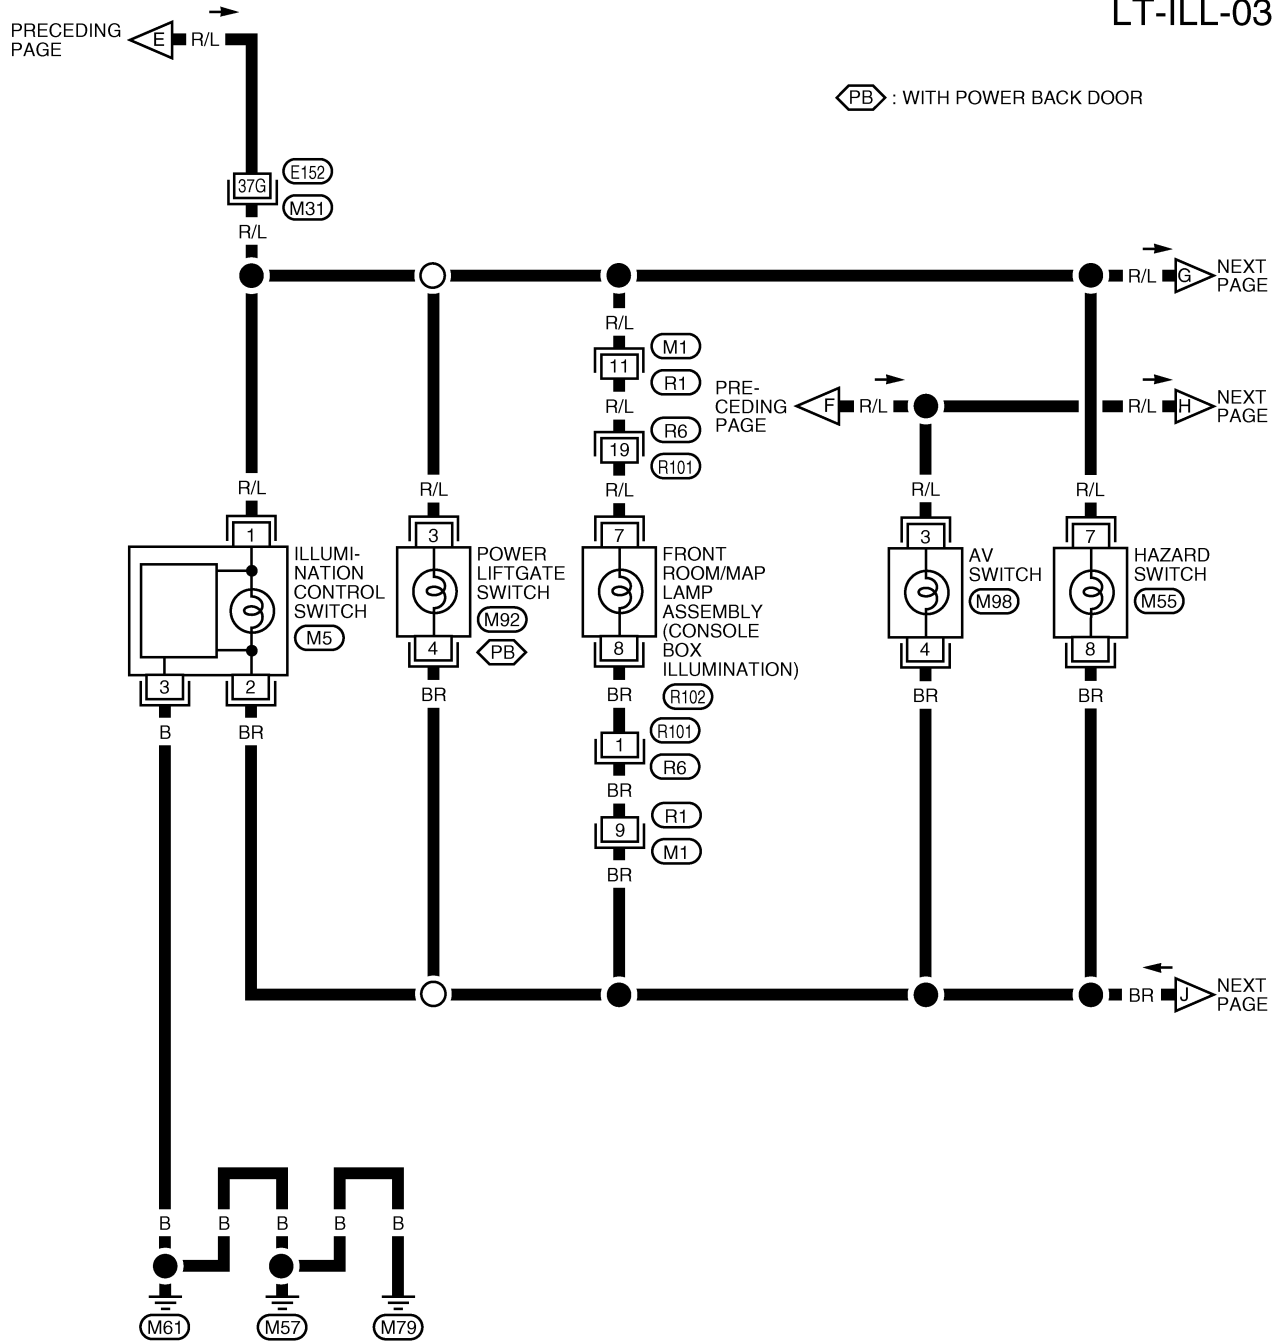 LT-ILL-03
PRECEDING
PAGE
E
R/L
PB : WITH POWER BACK DOOR
37G
E152
M31
R/L
R/L
G
NEXT
PAGE
R/L
11
M1
R1
R/L
19
R6
R101
R/L
PRE-
CEDING
PAGE
F
R/L
R/L
H
NEXT
PAGE
R/L
R/L
R/L
R/L
1
ILLUMI-
NATION
CONTROL
SWITCH
M5
3
2
B
BR
3
POWER
LIFTGATE
SWITCH
M92
PB
4
BR
7
FRONT
ROOM/MAP
LAMP
ASSEMBLY
(CONSOLE
BOX
ILLUMINATION)
R102
8
BR
1
R101
R6
BR
9
R1
M1
BR
3
AV
SWITCH
M98
4
BR
7
HAZARD
SWITCH
M55
8
BR
BR
J
NEXT
PAGE
B
B
B
B
B
M61
M57
M79